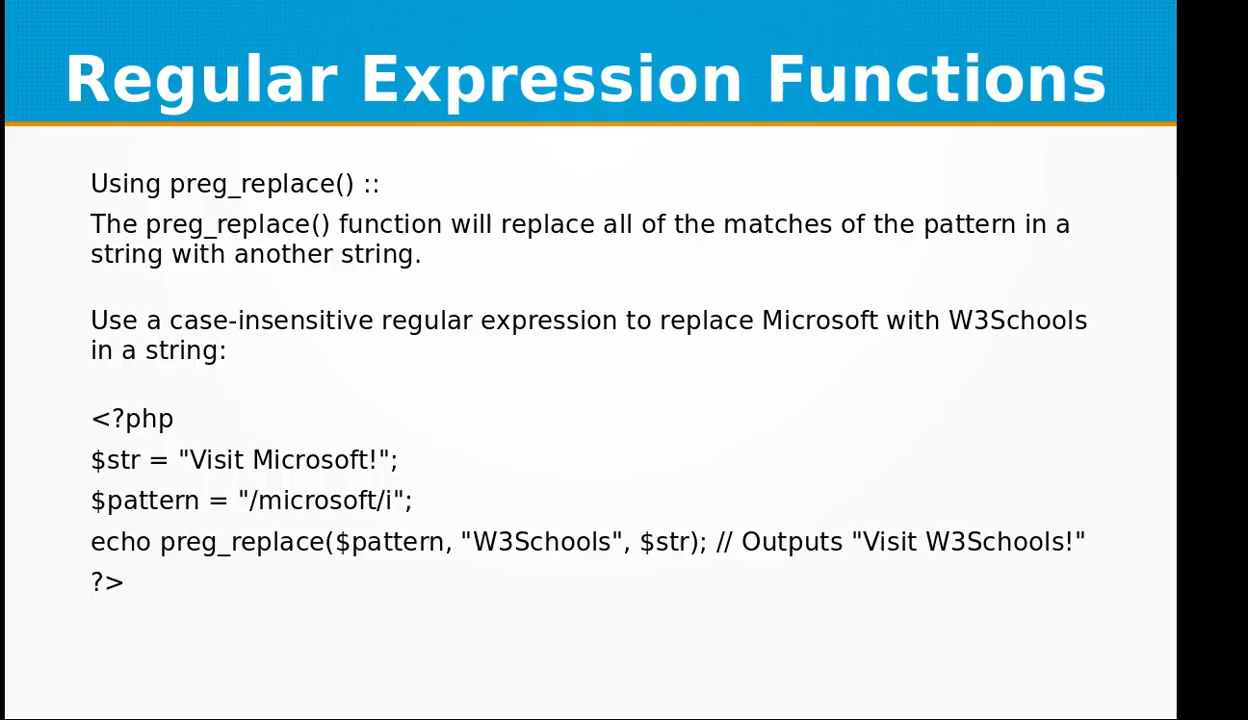 Regular Expression Functions
Using preg_replace() ::
The preg_replace() function will replace all of the matches of the pattern in a
string with another string.
Use a case-insensitive regular expression to replace Microsoft with W3Schools
in a string:
<?php
$str = "Visit Microsoft!";
$pattern = "/microsoft/i";
echo preg_replace($pattern, "W3Schools", $str); // Outputs "Visit W3Schools!"
?>